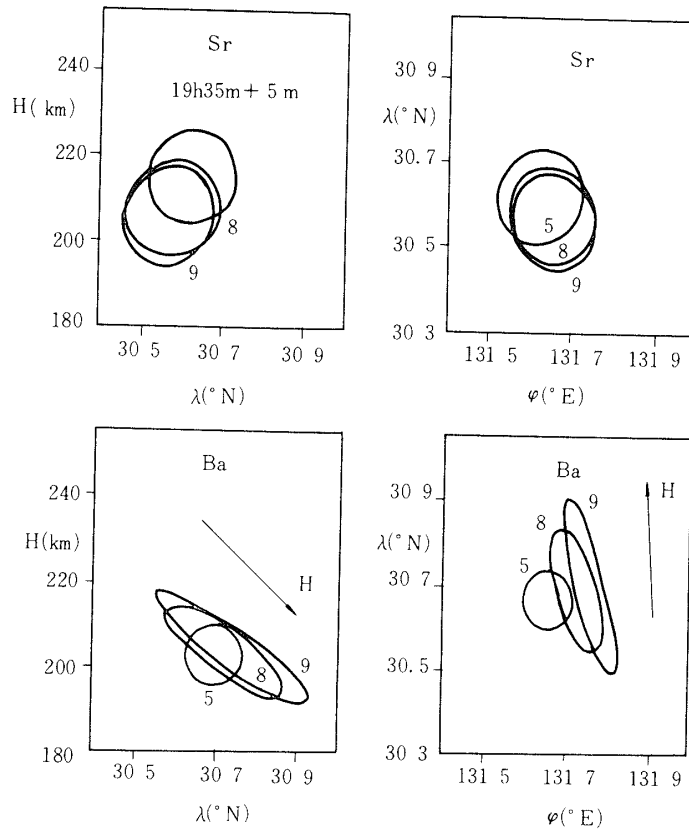 Sr
19h35m + 5 m
H( km)
240
220
200
180
8
9
30 5 30 7 30 9
λ(°N)
Sr
λ(°N)
30 9
30.7
30 5
30 3
5
8
9
131 5 131 7 131 9
φ(°E)
Ba
H(km)
240
220
200
180
H
5
8
9
30 5 30 7 30 9
λ(°N)
Ba
λ(°N)
30 9
30 7
30.5
30 3
H
9
8
5
131 5 131 7 131 9
φ(°E)